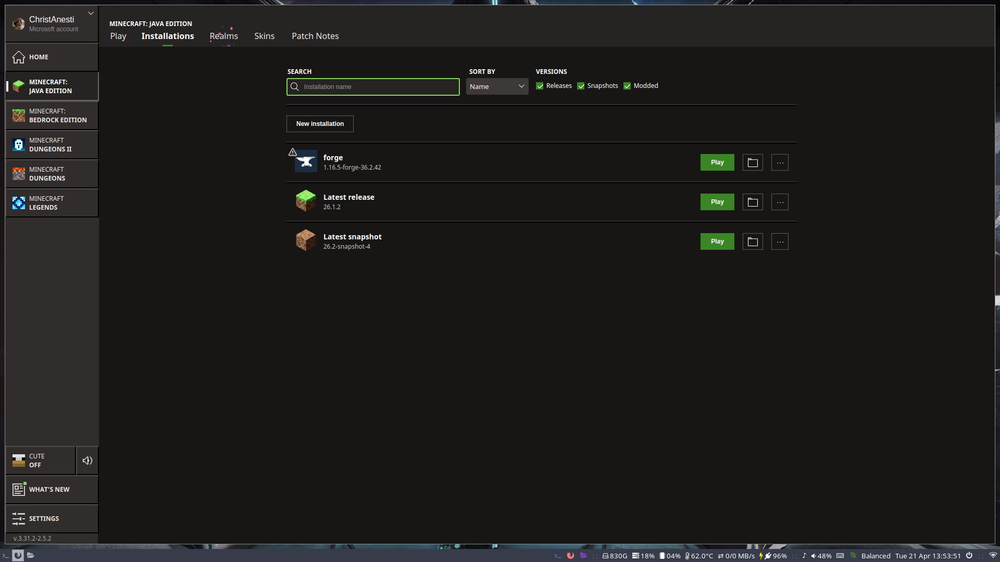 ChristAnesti
Microsoft account
HOME
MINECRAFT:
JAVA EDITION
MINECRAFT:
BEDROCK EDITION
MINECRAFT
DUNGEONS II
MINECRAFT
DUNGEONS
MINECRAFT
LEGENDS
CUTE
OFF
WHAT'S NEW
SETTINGS
v.3.31.2-2.5.2
MINECRAFT: JAVA EDITION
Play Installations Realms Skins Patch Notes
SEARCH SORT BY VERSIONS
Installation name Name Releases Snapshots Modded
New installation
forge
1.16.5-forge-36.2.42
Play ...
Latest release
26.1.2
Play ...
Latest snapshot
26.2-snapshot-4
Play ...
830G 18% 04% 62.0°C 0/0 MB/s 96% 48% Balanced Tue 21 Apr 13:53:51